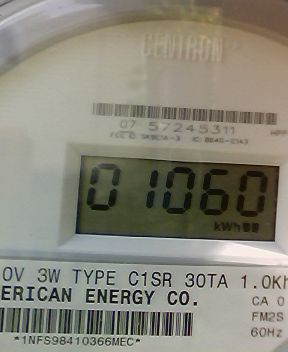 CENTRON
07 57245311
01060
kWh
0V 3W TYPE C1SR 30TA 1.0Kh
ERICAN ENERGY CO.
CA 0
FM2S
60Hz
*1NFS98410366MEC*